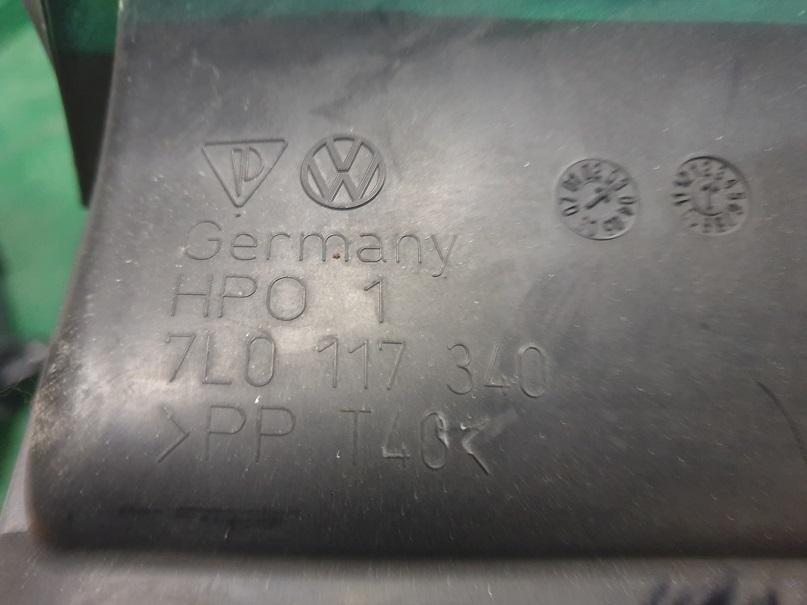 Germany
HPO 1
7L0 117 340
>PP T40<